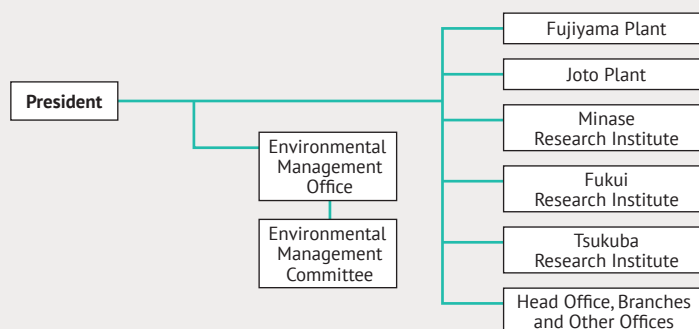 President
Environmental
Management
Office
Environmental
Management
Committee
Fujiyama Plant
Joto Plant
Minase
Research Institute
Fukui
Research Institute
Tsukuba
Research Institute
Head Office, Branches
and Other Offices